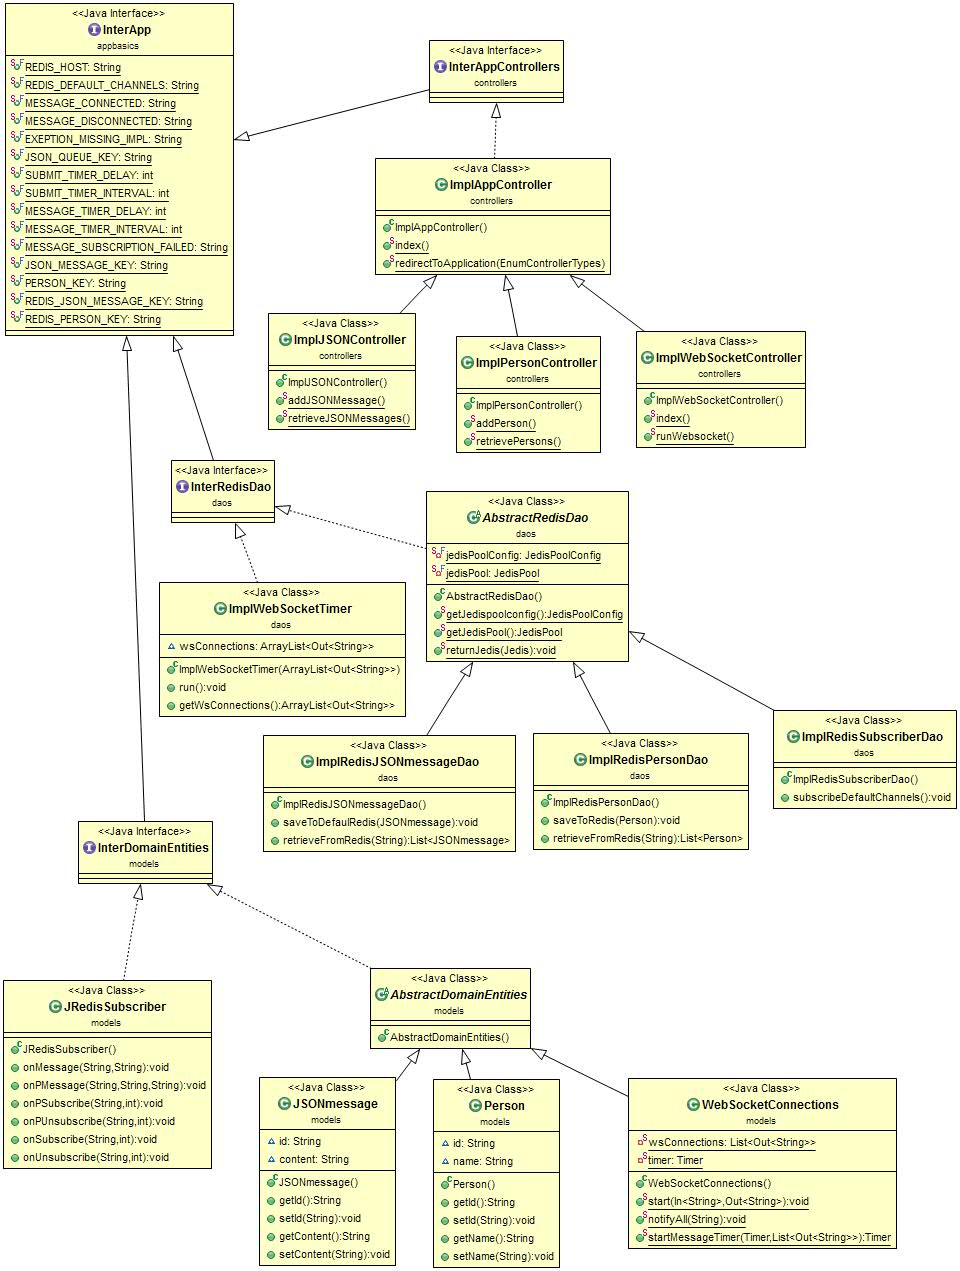 <<Java Interface>>
InterApp
appbasics
REDIS_HOST: String
REDIS_DEFAULT_CHANNELS: String
MESSAGE_CONNECTED: String
MESSAGE_DISCONNECTED: String
EXEPTION_MISSING_IMPL: String
JSON_QUEUE_KEY: String
SUBMIT_TIMER_DELAY: int
SUBMIT_TIMER_INTERVAL: int
MESSAGE_TIMER_DELAY: int
MESSAGE_TIMER_INTERVAL: int
MESSAGE_SUBSCRIPTION_FAILED: String
JSON_MESSAGE_KEY: String
PERSON_KEY: String
REDIS_JSON_MESSAGE_KEY: String
REDIS_PERSON_KEY: String
<<Java Interface>>
InterAppControllers
controllers
<<Java Class>>
ImplAppController
controllers
ImplAppController()
index()
redirectToApplication(EnumControllerTypes)
<<Java Class>>
ImplJSONController
controllers
ImplJSONController()
addJSONMessage()
retrieveJSONMessages()
<<Java Class>>
ImplPersonController
controllers
ImplPersonController()
addPerson()
retrievePersons()
<<Java Class>>
ImplWebSocketController
controllers
ImplWebSocketController()
index()
runWebsocket()
<<Java Interface>>
InterRedisDao
daos
<<Java Class>>
AbstractRedisDao
daos
jedisPoolConfig: JedisPoolConfig
jedisPool: JedisPool
AbstractRedisDao()
getJedispoolconfig():JedisPoolConfig
getJedisPool():JedisPool
returnJedis(Jedis):void
<<Java Class>>
ImplWebSocketTimer
daos
wsConnections: ArrayList<Out<String>>
ImplWebSocketTimer(ArrayList<Out<String>>)
run():void
getWsConnections():ArrayList<Out<String>>
<<Java Class>>
ImplRedisJSONmessageDao
daos
ImplRedisJSONmessageDao()
saveToDefaulRedis(JSONmessage):void
retrieveFromRedis(String):List<JSONmessage>
<<Java Class>>
ImplRedisPersonDao
daos
ImplRedisPersonDao()
saveToRedis(Person):void
retrieveFromRedis(String):List<Person>
<<Java Class>>
ImplRedisSubscriberDao
daos
ImplRedisSubscriberDao()
subscribeDefaultChannels():void
<<Java Interface>>
InterDomainEntities
models
<<Java Class>>
JRedisSubscriber
models
JRedisSubscriber()
onMessage(String,String):void
onPMessage(String,String,String):void
onPSubscribe(String,int):void
onPUnsubscribe(String,int):void
onSubscribe(String,int):void
onUnsubscribe(String,int):void
<<Java Class>>
AbstractDomainEntities
models
AbstractDomainEntities()
<<Java Class>>
JSONmessage
models
id: String
content: String
JSONmessage()
getId():String
setId(String):void
getContent():String
setContent(String):void
<<Java Class>>
Person
models
id: String
name: String
Person()
getId():String
setId(String):void
getName():String
setName(String):void
<<Java Class>>
WebSocketConnections
models
wsConnections: List<Out<String>>
timer: Timer
WebSocketConnections()
start(In<String>,Out<String>):void
notifyAll(String):void
startMessageTimer(Timer,List<Out<String>>):Timer